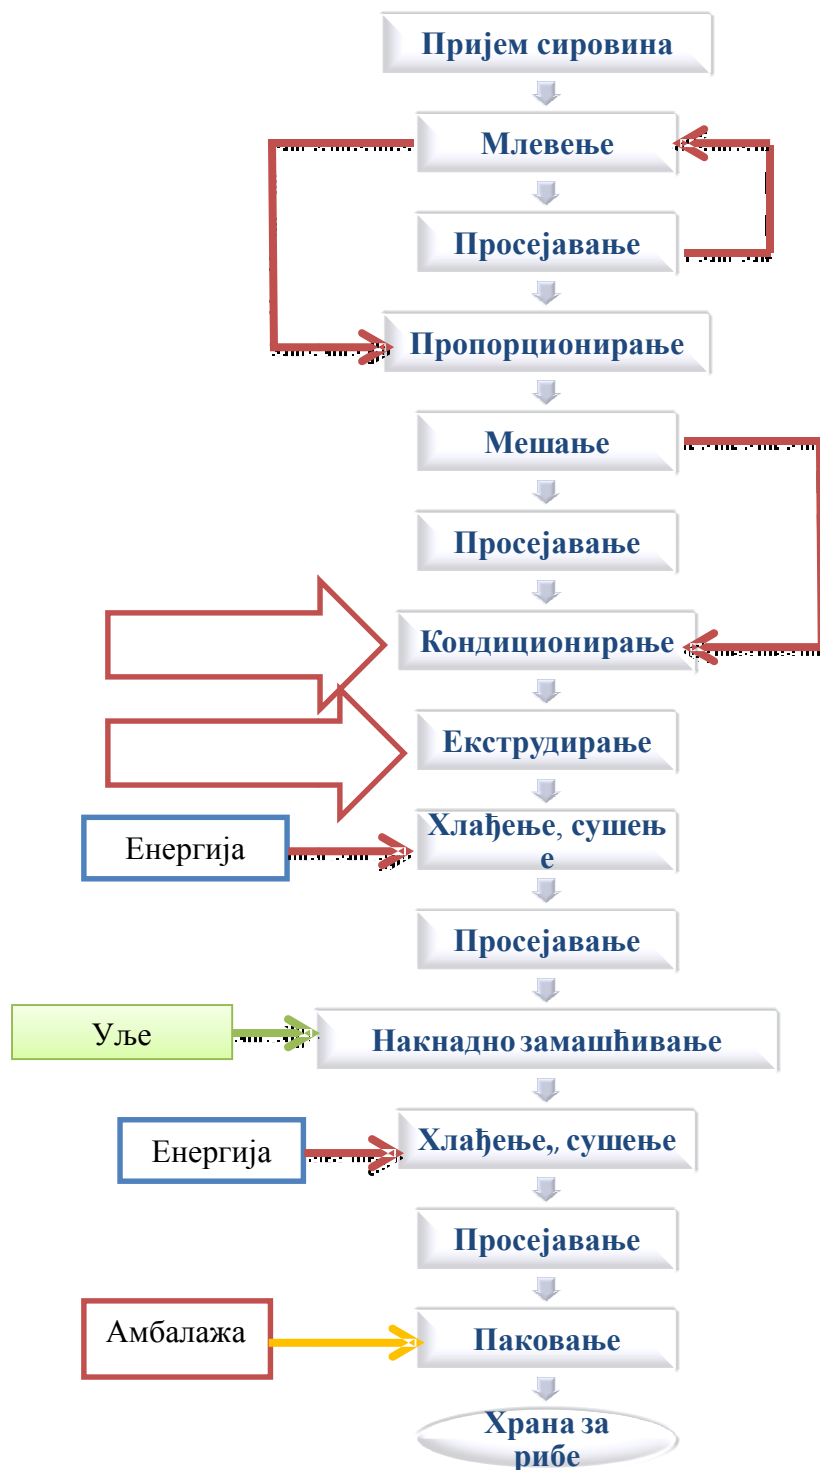 Пријем сировина
Млевење
Просејавање
Пропорционирање
Мешање
Просејавање
Кондиционирање
Екструдирање
Хлађење, сушењ
е
Енергија
Просејавање
Уље
Накнадно замашћивање
Хлађење,, сушење
Енергија
Просејавање
Амбалажа
Паковање
Храна за
рибе